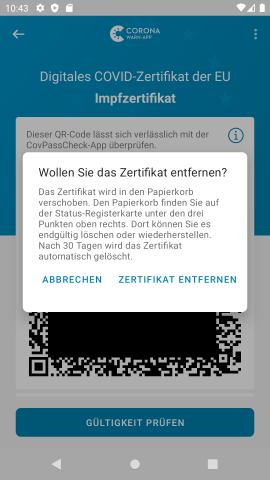 10:43
CORONA
WARN-APP
Digitales COVID-Zertifikat der EU
Impfzertifikat
Dieser QR-Code lässt sich verlässlich mit der
CovPassCheck-App überprüfen.
Wollen Sie das Zertifikat entfernen?
Das Zertifikat wird in den Papierkorb
verschoben. Den Papierkorb finden Sie auf
der Status-Registerkarte unter den drei
Punkten oben rechts. Dort können Sie es
endgültig löschen oder wiederherstellen.
Nach 30 Tagen wird das Zertifikat
automatisch gelöscht.
ABBRECHEN ZERTIFIKAT ENTFERNEN
GÜLTIGKEIT PRÜFEN